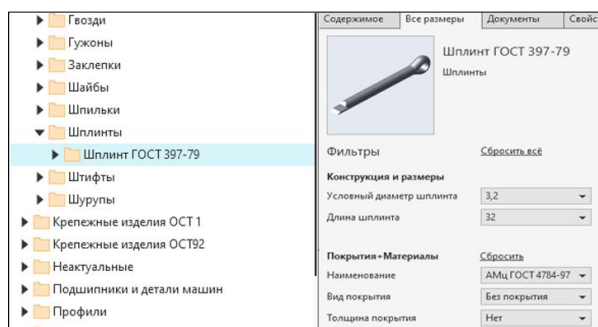 Гвозди
Гужоны
Заклепки
Шайбы
Шпильки
Шплинты
Шплинт ГОСТ 397-79
Штифты
Шурупы
Крепежные изделия ОСТ 1
Крепежные изделия ОСТ92
Неактуальные
Подшипники и детали машин
Профили
Содержимое Все размеры Документы Свойс
Шплинт ГОСТ 397-79
Шплинты
Фильтры Сбросить всё
Конструкция и размеры
Условный диаметр шплинта 3,2
Длина шплинта 32
Покрытия+Материалы Сбросить
Наименование АМц ГОСТ 4784-97
Вид покрытия Без покрытия
Толщина покрытия Нет